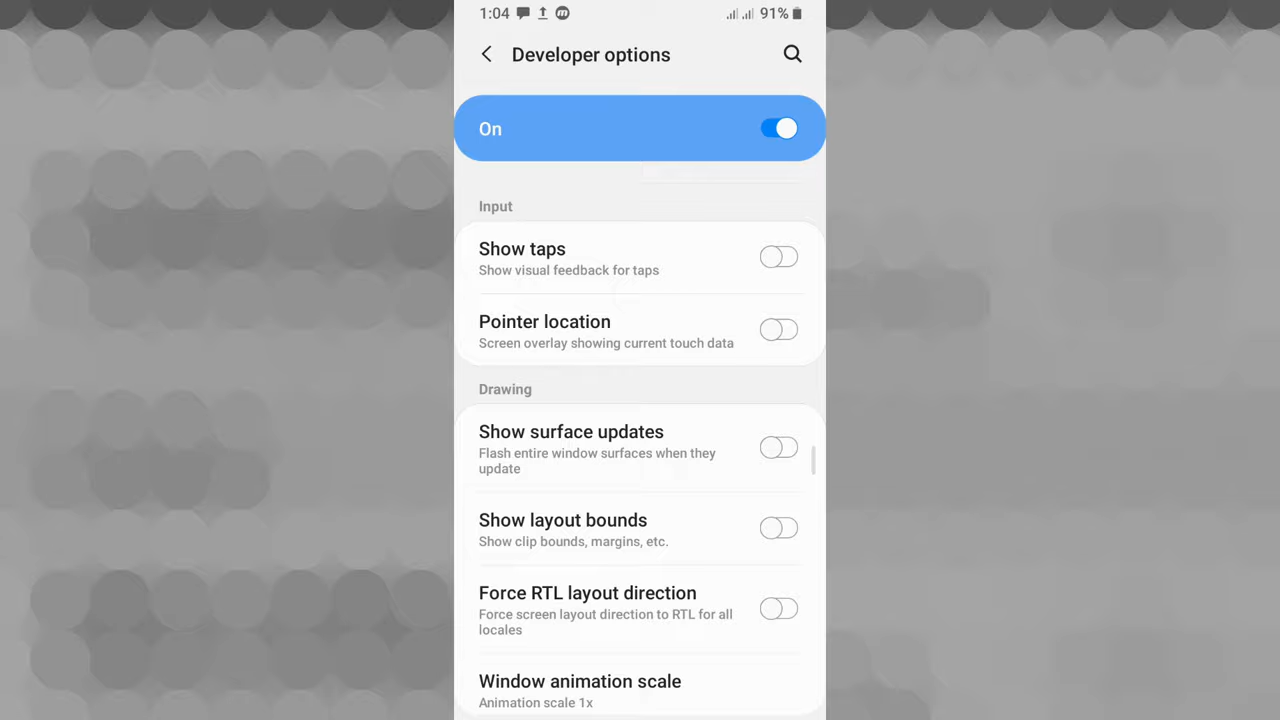 1:04 91%
Developer options
On
Input
Show taps
Show visual feedback for taps
Pointer location
Screen overlay showing current touch data
Drawing
Show surface updates
Flash entire window surfaces when they
update
Show layout bounds
Show clip bounds, margins, etc.
Force RTL layout direction
Force screen layout direction to RTL for all
locales
Window animation scale
Animation scale 1x